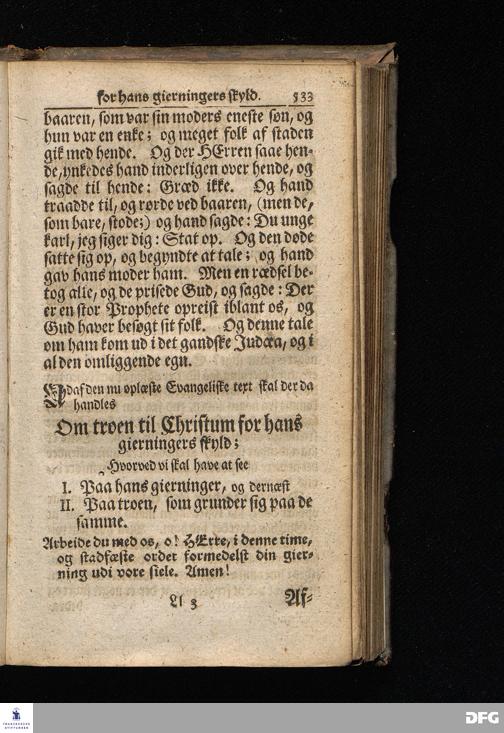 for hans gierningers skyld. 533
baaren, som var sin moders eneste søn, og
hun var en enke; og meget folk af staden
gik med hende. Og der HErren saae hen-
de, ynkedes hand inderligen over hende, og
sagde til hende: Græd ikke. Og hand
traadde til, og rørde ved baaren, (men de,
som bare, stode;) og hand sagde: Du unge
karl, jeg siger dig: Stat op. Og den døde
satte sig op, og begyndte at tale; og hand
gav hans moder ham. Men en rædsel be-
tog alle, og de prisede Gud, og sagde: Der
er en stor Prophete opreist iblant os, og
Gud haver besøgt sit folk. Og denne tale
om ham kom ud i det gandske Judæa, og i
al den omliggende egn.
Udaf den nu oplæste Evangeliske text skal der da
handles
Om troen til Christum for hans
gierningers skyld;
Hvorved vi skal have at see
I. Paa hans gierninger, og dernæst
II. Paa troen, som grunder sig paa de
samme.
Arbeide du med os, o! HErre, i denne time,
og stadfæste ordet formedelst din gier-
ning udi vore siele. Amen!
Ll 3 Af-
FRANCKESCHE
STIFTUNGEN
DFG